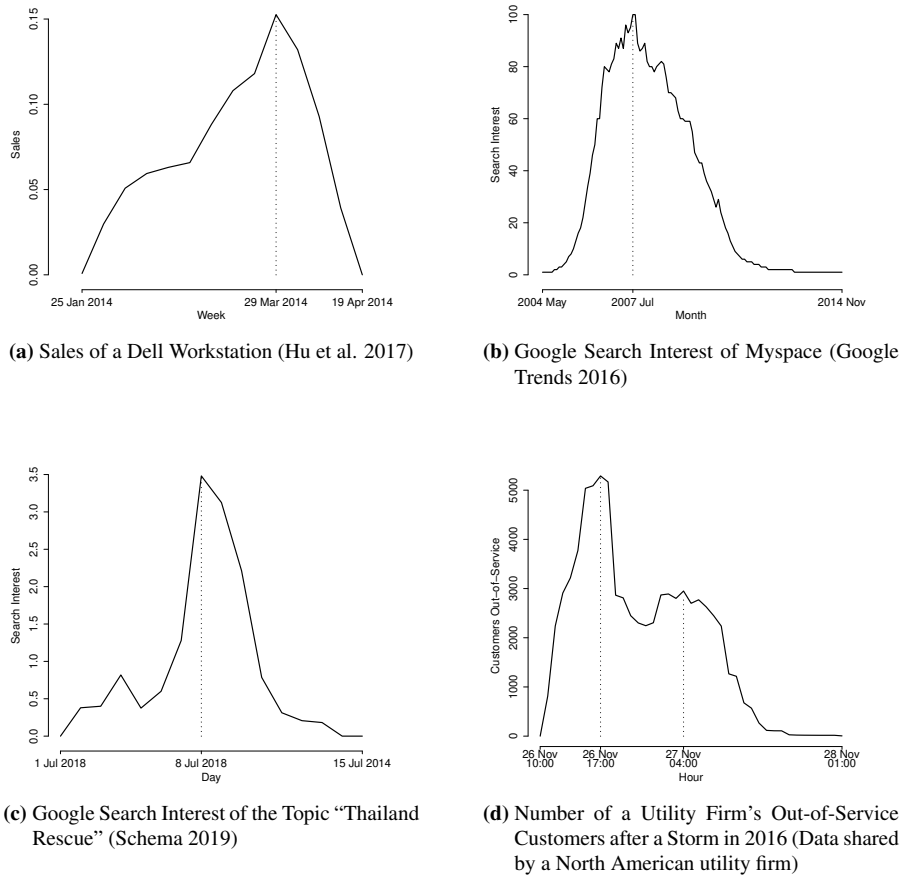 0.15
0.10
0.05
0.00
Sales
25 Jan 2014
29 Mar 2014
19 Apr 2014
Week
(a) Sales of a Dell Workstation (Hu et al. 2017)
100
80
60
40
20
0
Search Interest
2004 May
2007 Jul
2014 Nov
Month
(b) Google Search Interest of Myspace (Google
Trends 2016)
3.5
3.0
2.5
2.0
1.5
1.0
0.5
0.0
Search Interest
1 Jul 2018
8 Jul 2018
15 Jul 2014
Day
(c) Google Search Interest of the Topic “Thailand
Rescue” (Schema 2019)
5000
4000
3000
2000
1000
0
Customers Out−of−Service
26 Nov
10:00
26 Nov
17:00
27 Nov
04:00
28 Nov
01:00
Hour
(d) Number of a Utility Firm’s Out-of-Service
Customers after a Storm in 2016 (Data shared
by a North American utility firm)